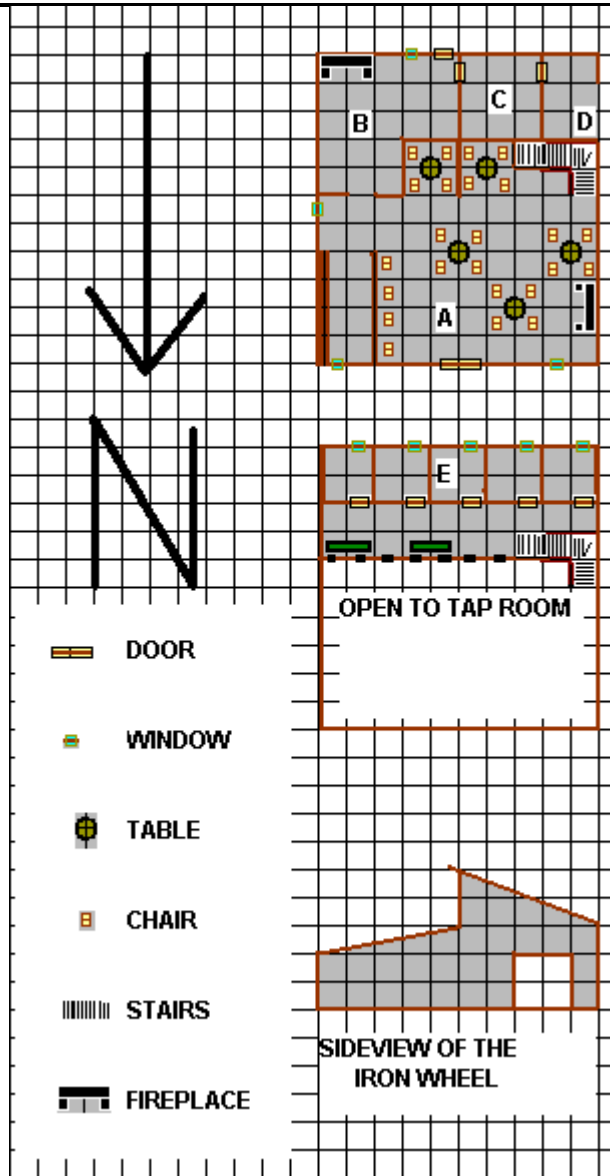 B
C
D
A
N
E
OPEN TO TAP ROOM
DOOR
WINDOW
TABLE
CHAIR
STAIRS
FIREPLACE
SIDEVIEW OF THE
IRON WHEEL